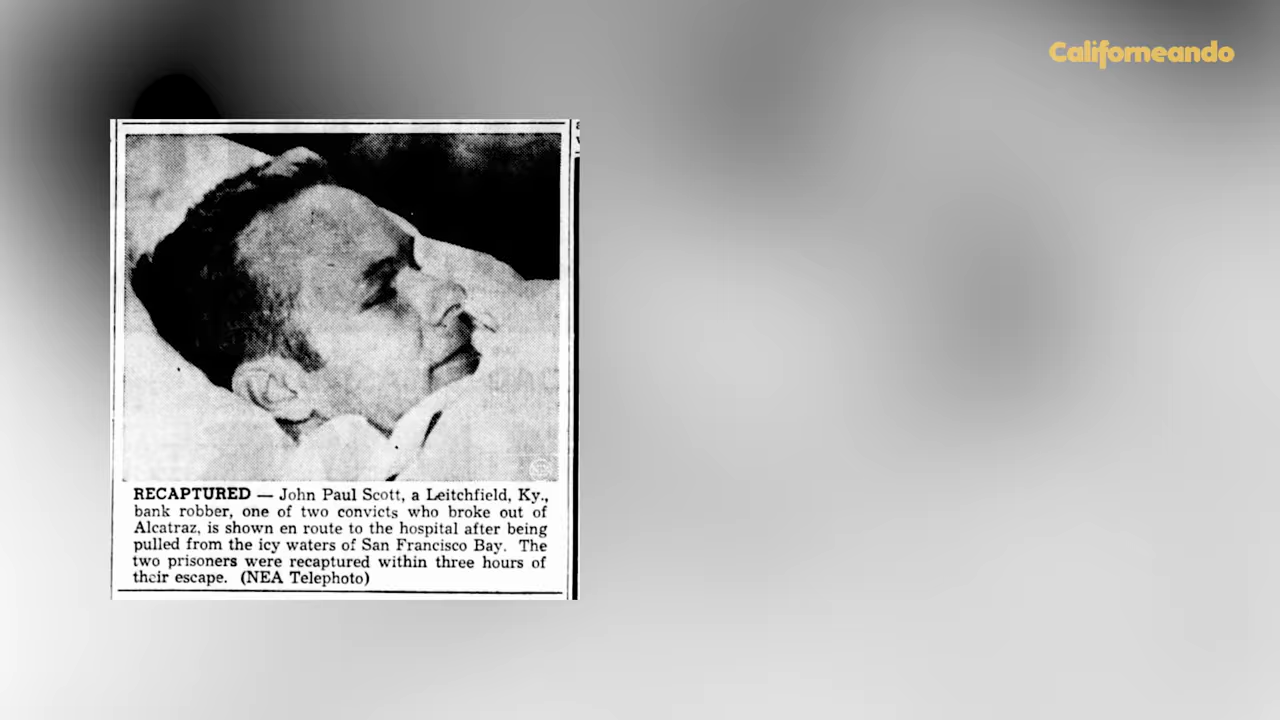 Californeando
RECAPTURED — John Paul Scott, a Leitchfield, Ky.,
bank robber, one of two convicts who broke out of
Alcatraz, is shown en route to the hospital after being
pulled from the icy waters of San Francisco Bay. The
two prisoners were recaptured within three hours of
their escape. (NEA Telephoto)